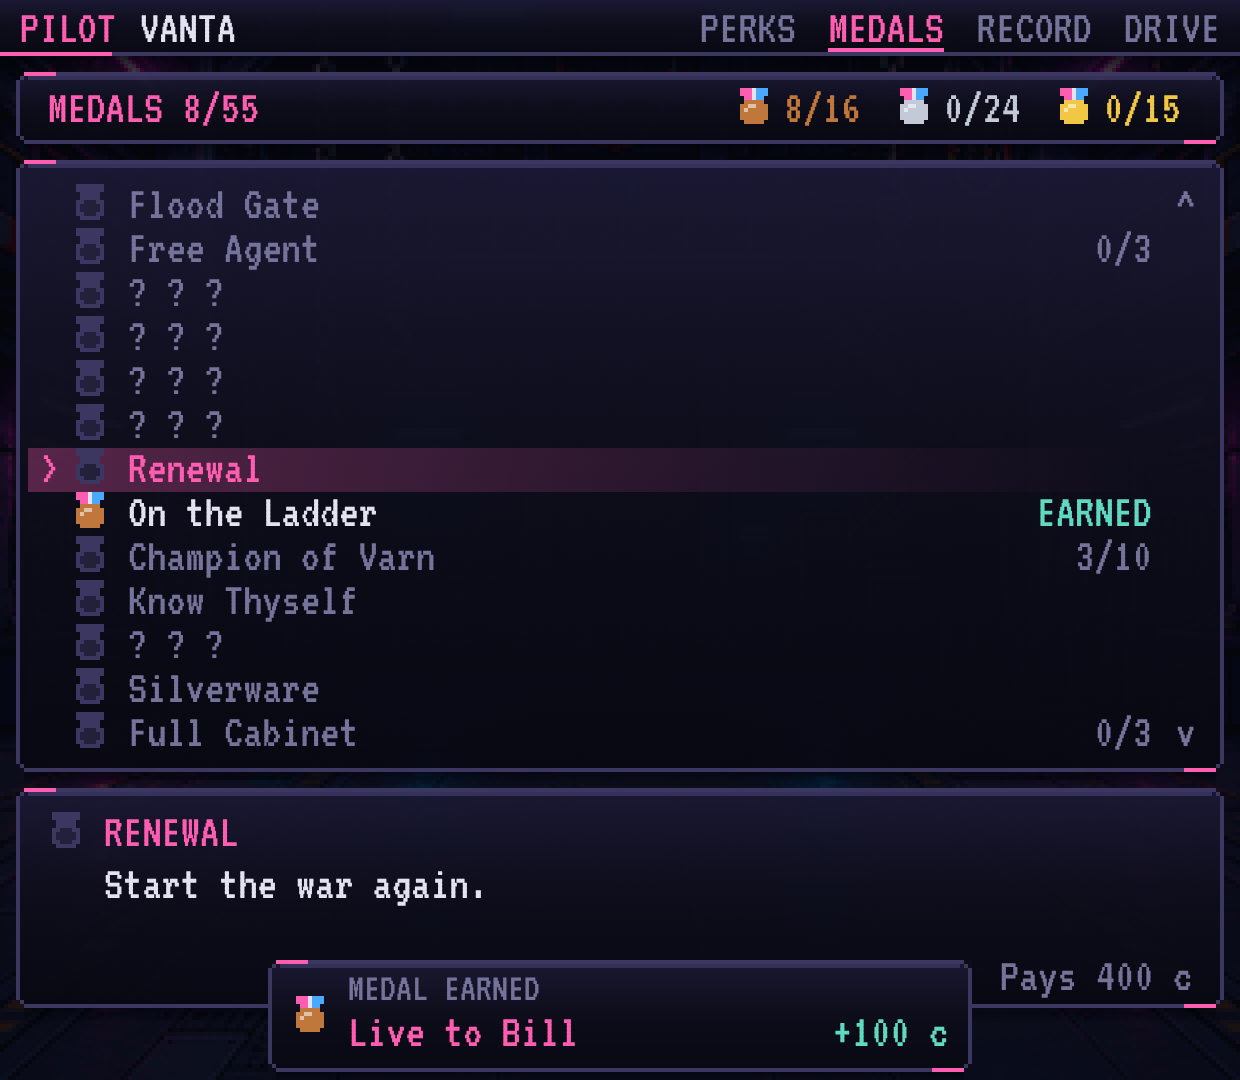 PILOT VANTA PERKS MEDALS RECORD DRIVE
MEDALS 8/55 8/16 0/24 0/15
Flood Gate ^
Free Agent 0/3
? ? ?
? ? ?
? ? ?
? ? ?
> Renewal
On the Ladder EARNED
Champion of Varn 3/10
Know Thyself
? ? ?
Silverware
Full Cabinet 0/3 v
RENEWAL
Start the war again.
Pays 400 c
MEDAL EARNED
Live to Bill +100 c